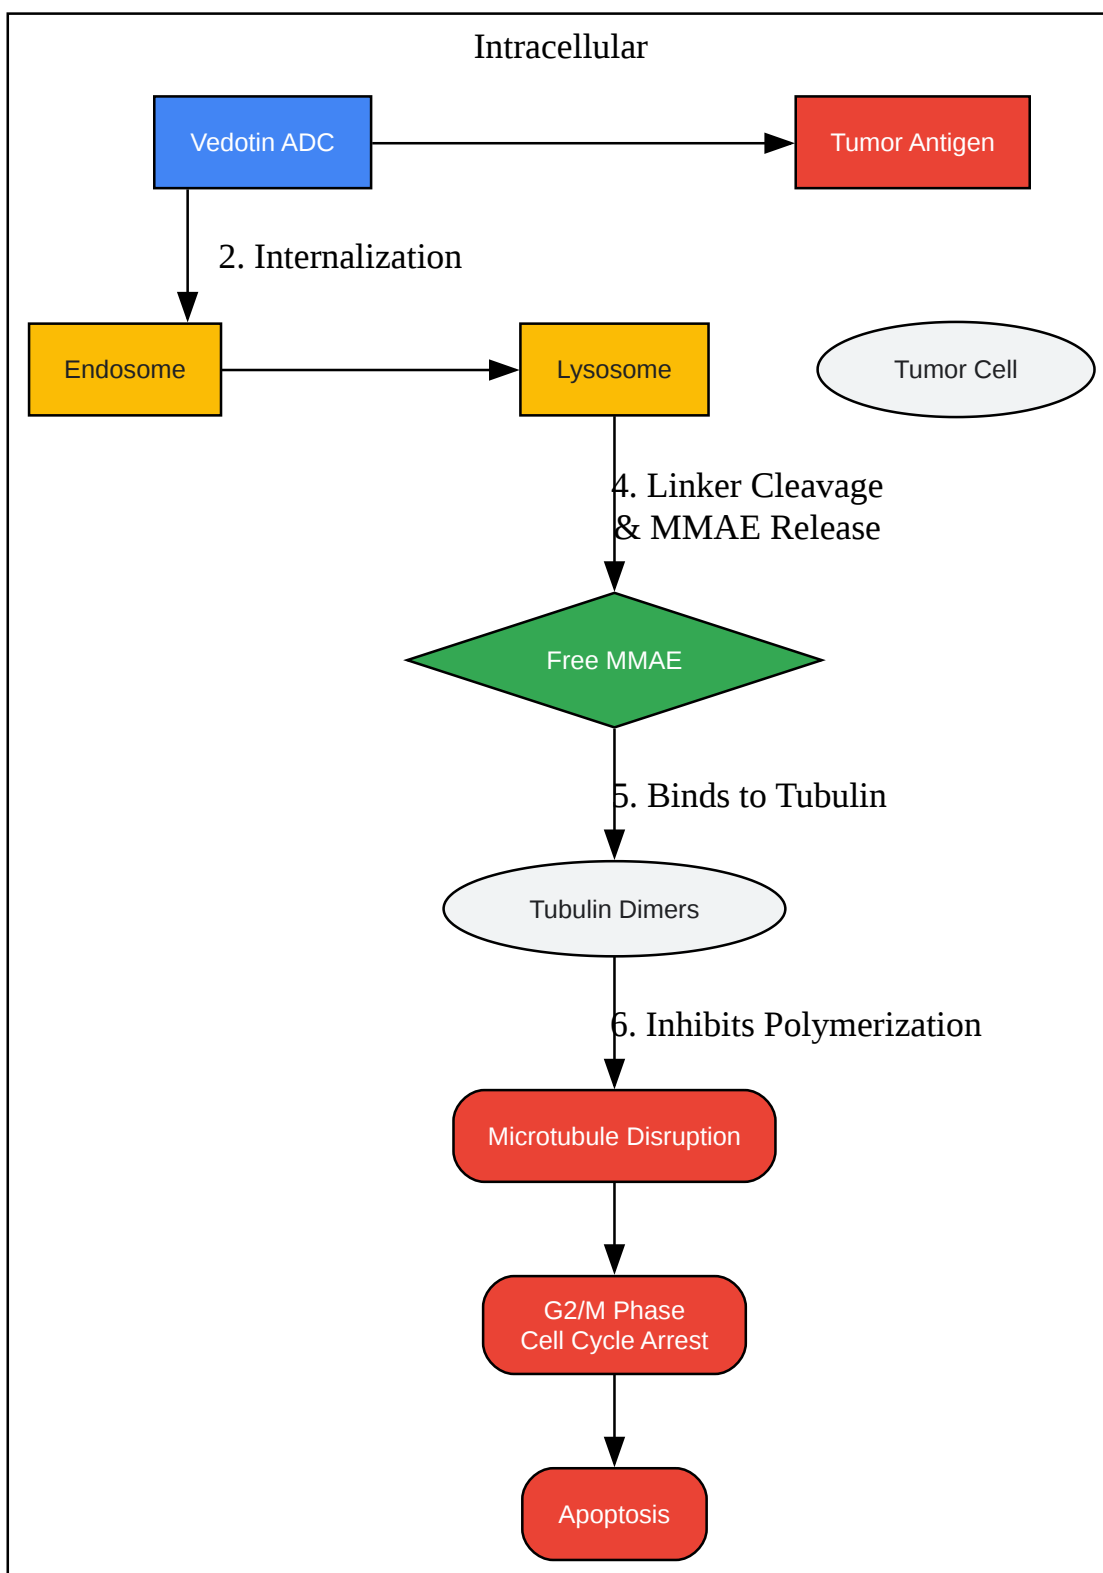 Intracellular
Vedotin ADC
Tumor Antigen
2. Internalization
Endosome
Lysosome
Tumor Cell
4. Linker Cleavage
& MMAE Release
Free MMAE
5. Binds to Tubulin
Tubulin Dimers
6. Inhibits Polymerization
Microtubule Disruption
G2/M Phase
Cell Cycle Arrest
Apoptosis